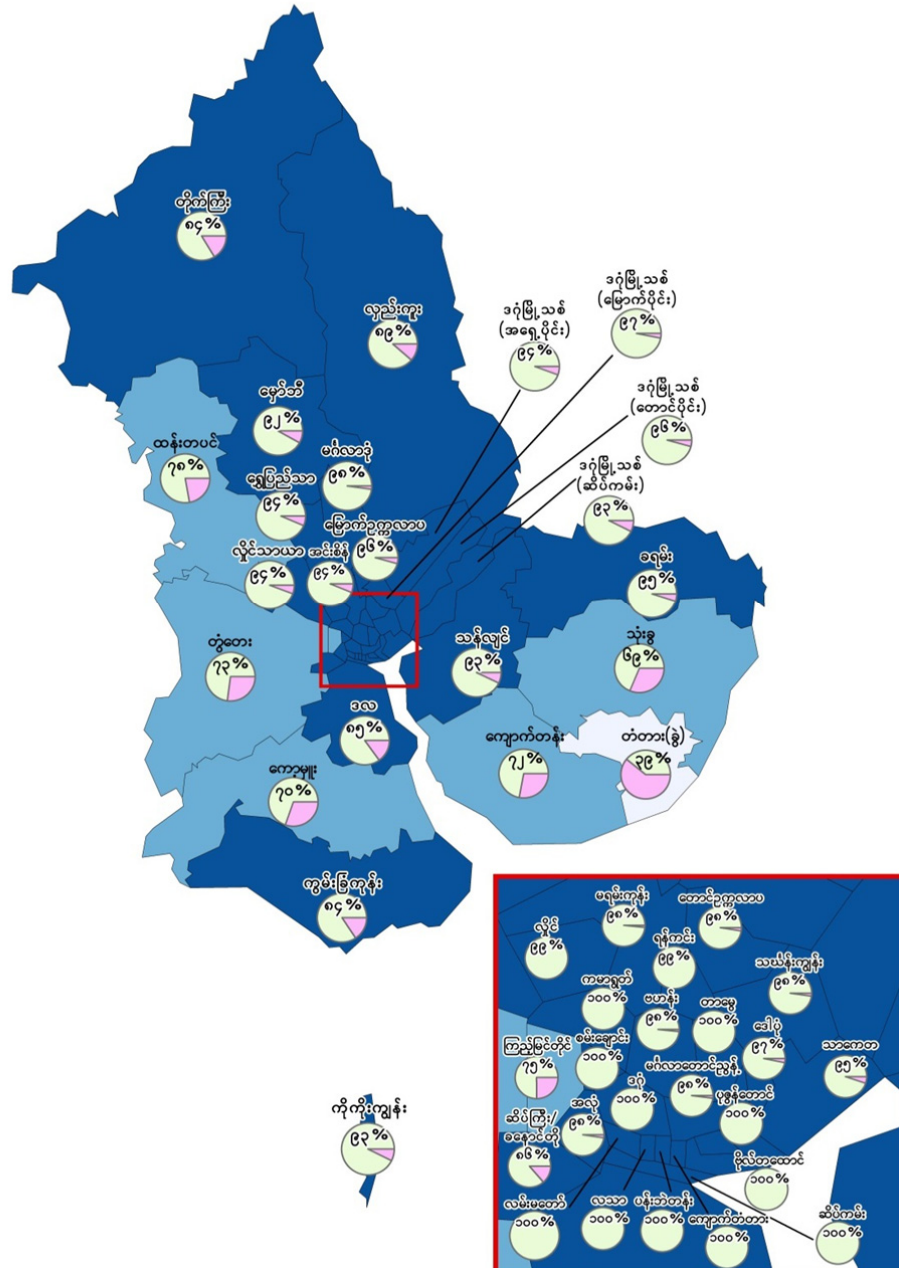 တိုက်ကြီး
၈၄%
လှည်းကူး
၈၉%
ဒဂုံမြို့သစ်
(အရှေ့ပိုင်း)
၉၄%
ဒဂုံမြို့သစ်
(မြောက်ပိုင်း)
၉၇%
ဒဂုံမြို့သစ်
(တောင်ပိုင်း)
၉၆%
ဒဂုံမြို့သစ်
(ဆိပ်ကမ်း)
၉၃%
မှော်ဘီ
၉၂%
ထန်းတပင်
၇၈%
မင်္ဂလာဒုံ
၉၈%
ရွှေပြည်သာ
၉၄%
မြောက်ဥက္ကလာပ
၉၆%
လှိုင်သာယာ
၉၄%
အင်းစိန်
၉၄%
ခရမ်း
၉၅%
တွံတေး
၇၃%
သန်လျင်
၉၃%
သုံးခွ
၆၉%
ဒလ
၈၅%
ကျောက်တန်း
၇၂%
တံတား(ခွဲ)
၃၉%
ကော့မှူး
၇၀%
ကွမ်းခြံကုန်း
၈၄%
ကိုကိုးကျွန်း
၉၃%
လှိုင်
၉၉%
မရမ်းကုန်း
၉၈%
တောင်ဥက္ကလာပ
၉၈%
ရန်ကင်း
၉၉%
သင်္ဃန်းကျွန်း
၉၈%
ကမာရွတ်
၁၀၀%
ဗဟန်း
၉၈%
တာမွေ
၁၀၀%
ဒေါပုံ
၉၇%
သာကေတ
၉၅%
ကြည့်မြင်တိုင်
၇၅%
စမ်းချောင်း
၁၀၀%
မင်္ဂလာတောင်ညွန့်
၉၈%
ဒဂုံ
၁၀၀%
ပုဇွန်တောင်
၁၀၀%
အလုံ
၉၈%
ဆိပ်ကြီး/
ခနောင်တို
၈၆%
ဗိုလ်တထောင်
၁၀၀%
လမ်းမတော်
၁၀၀%
လသာ
၁၀၀%
ပန်းဘဲတန်း
၁၀၀%
ကျောက်တံတား
၁၀၀%
ဆိပ်ကမ်း
၁၀၀%